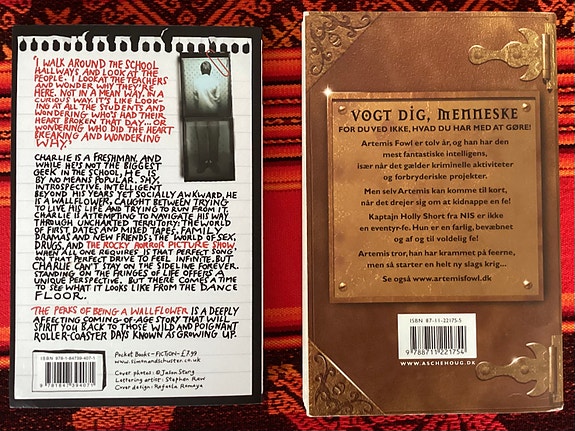 "I WALK AROUND THE SCHOOL
HALLWAYS AND LOOK AT THE
PEOPLE. I LOOK AT THE TEACHERS
AND WONDER WHY THEY'RE
HERE. NOT IN A MEAN WAY. IN A
CURIOUS WAY. IT'S LIKE LOOK-
ING AT ALL THE STUDENTS AND
WONDERING WHO'S HAD THEIR
HEART BROKEN THAT DAY... OR
WONDERING WHO DID THE HEART
BREAKING AND WONDERING
WHY."
CHARLIE IS A FRESHMAN. AND
WHILE HE'S NOT THE BIGGEST
GEEK IN THE SCHOOL, HE IS,
BY NO MEANS POPULAR. SHY,
INTROSPECTIVE, INTELLIGENT
BEYOND HIS YEARS YET SOCIALLY AWKWARD, HE
IS A WALLFLOWER, CAUGHT BETWEEN TRYING
TO LIVE HIS LIFE AND TRYING TO RUN FROM IT.
CHARLIE IS ATTEMPTING TO NAVIGATE HIS WAY
THROUGH UNCHARTED TERRITORY: THE WORLD
OF FIRST DATES AND MIXED TAPES, FAMILY
DRAMAS AND NEW FRIENDS; THE WORLD OF SEX,
DRUGS, AND THE ROCKY HORROR PICTURE SHOW,
WHEN ALL ONE REQUIRES IS THAT PERFECT SONG
ON THAT PERFECT DRIVE TO FEEL INFINITE. BUT
CHARLIE CAN'T STAY ON THE SIDELINE FOREVER.
STANDING ON THE FRINGES OF LIFE OFFERS A
UNIQUE PERSPECTIVE. BUT THERE COMES A TIME
TO SEE WHAT IT LOOKS LIKE FROM THE DANCE
FLOOR.
THE PERKS OF BEING A WALLFLOWER IS A DEEPLY
AFFECTING COMING-OF-AGE STORY THAT WILL
SPIRIT YOU BACK TO THOSE WILD AND POIGNANT
ROLLER-COASTER DAYS KNOWN AS GROWING UP.
ISBN 978-1-84739-407-1
9 781847 394071
Pocket Books - FICTION - £7.99
www.simonandschuster.co.uk
Cover photos: © Jason Stang
Lettering artist: Stephen Raw
Cover design: Rafaela Romaya
VOGT DIG, MENNESKE
FOR DU VED IKKE, HVAD DU HAR MED AT GØRE!
Artemis Fowl er tolv år, og han har den
mest fantastiske intelligens,
især når det gælder kriminelle aktiviteter
og forbryderiske projekter.
Men selv Artemis kan komme til kort,
når det drejer sig om at kidnappe en fe!
Kaptajn Holly Short fra NIS er ikke
en eventyr-fe. Hun er farlig, bevæbnet
og af og til voldelig fe!
Artemis tror, han har krammet på feerne,
men så starter en helt ny slags krig...
Se også www.artemisfowl.dk
ISBN 87-11-22175-5
9 788711 221754
WWW.ASCHEHOUG.DK